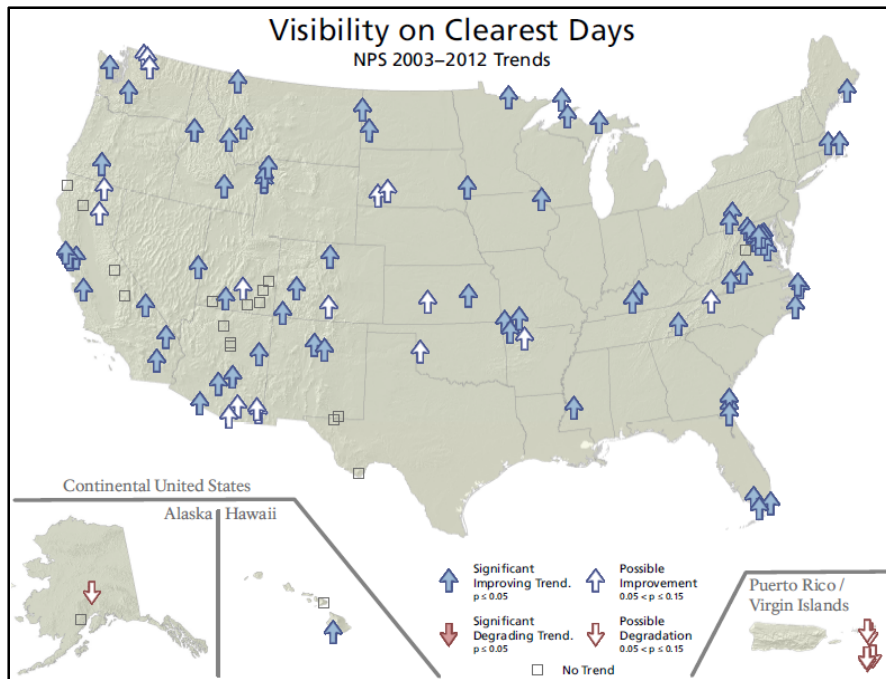 Visibility on Clearest Days
NPS 2003–2012 Trends
Continental United States
Alaska
Hawaii
Significant
Improving Trend.
p ≤ 0.05
Possible
Improvement
0.05 < p ≤ 0.15
Significant
Degrading Trend.
p ≤ 0.05
Possible
Degradation
0.05 < p ≤ 0.15
No Trend
Puerto Rico /
Virgin Islands